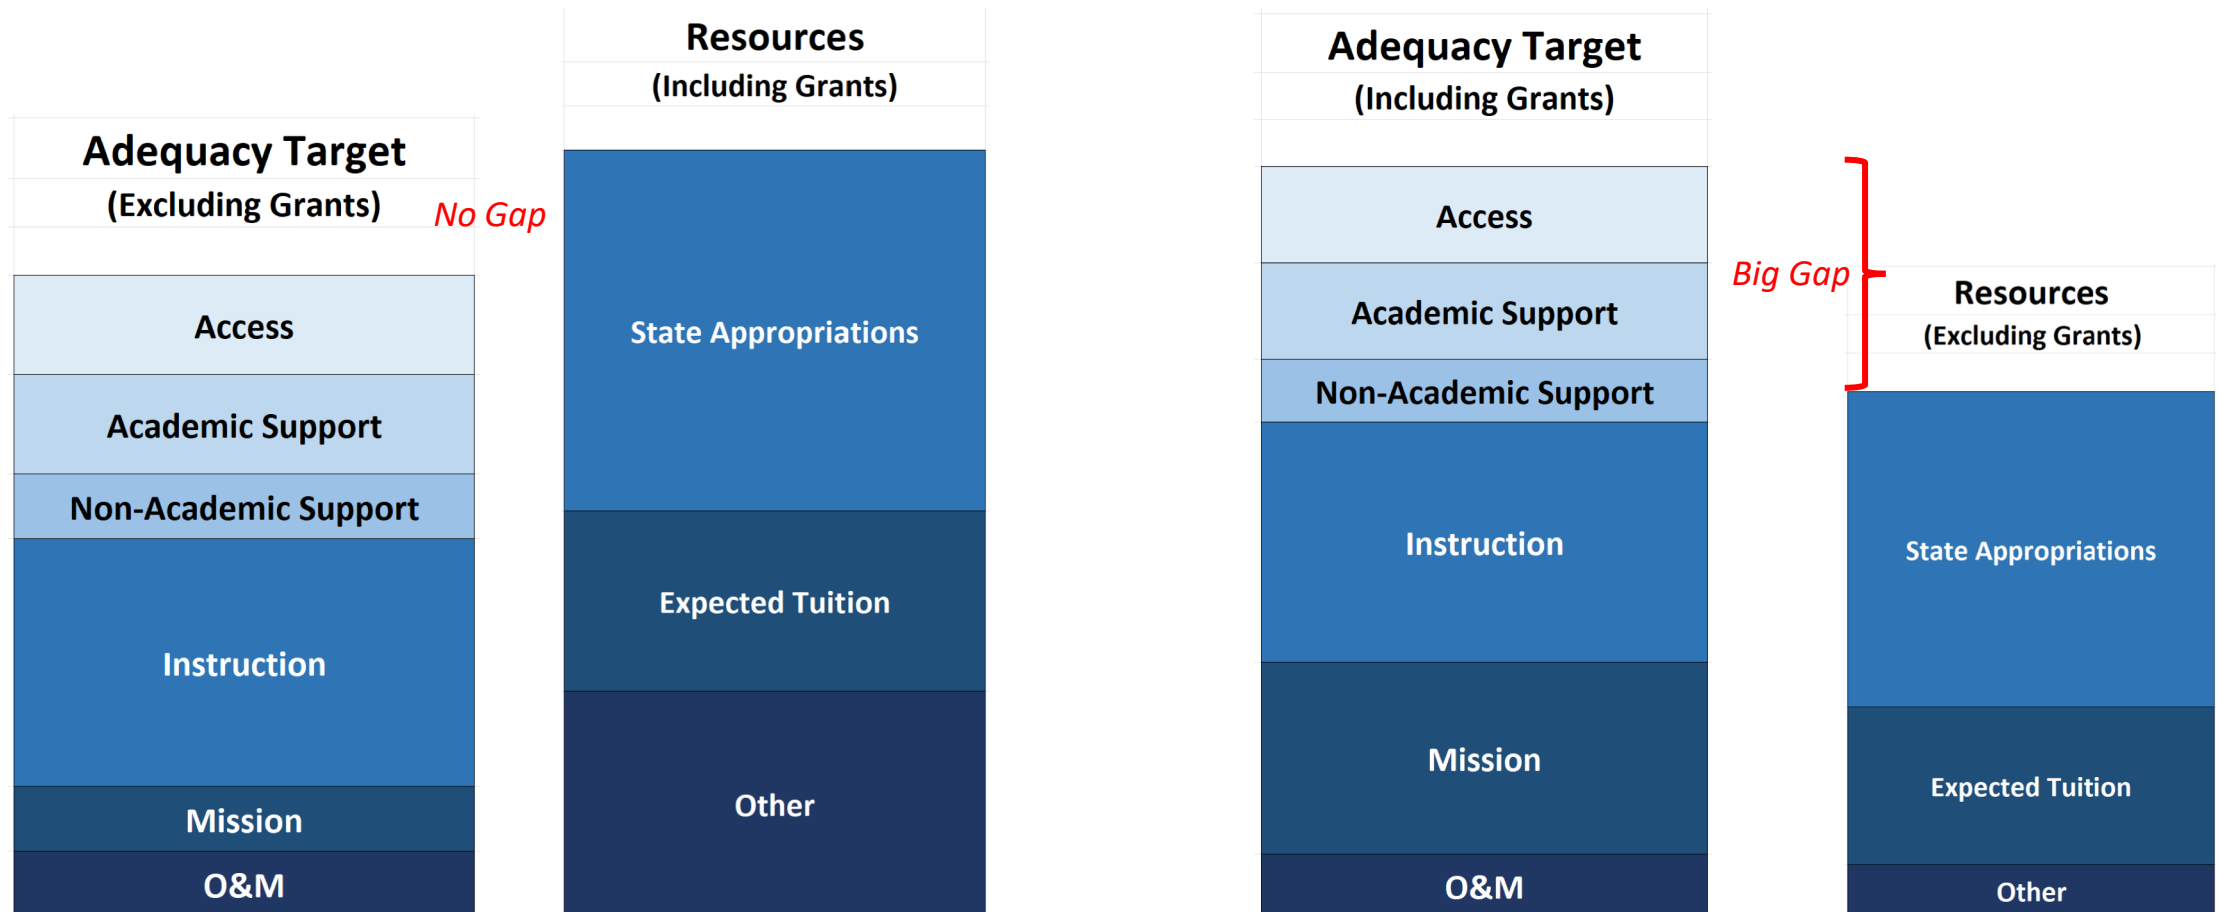 Adequacy Target
(Excluding Grants)
Access
Academic Support
Non-Academic Support
Instruction
Mission
O&M
No Gap
Resources
(Including Grants)
State Appropriations
Expected Tuition
Other
Adequacy Target
(Including Grants)
Access
Academic Support
Non-Academic Support
Instruction
Mission
O&M
Big Gap
Resources
(Excluding Grants)
State Appropriations
Expected Tuition
Other